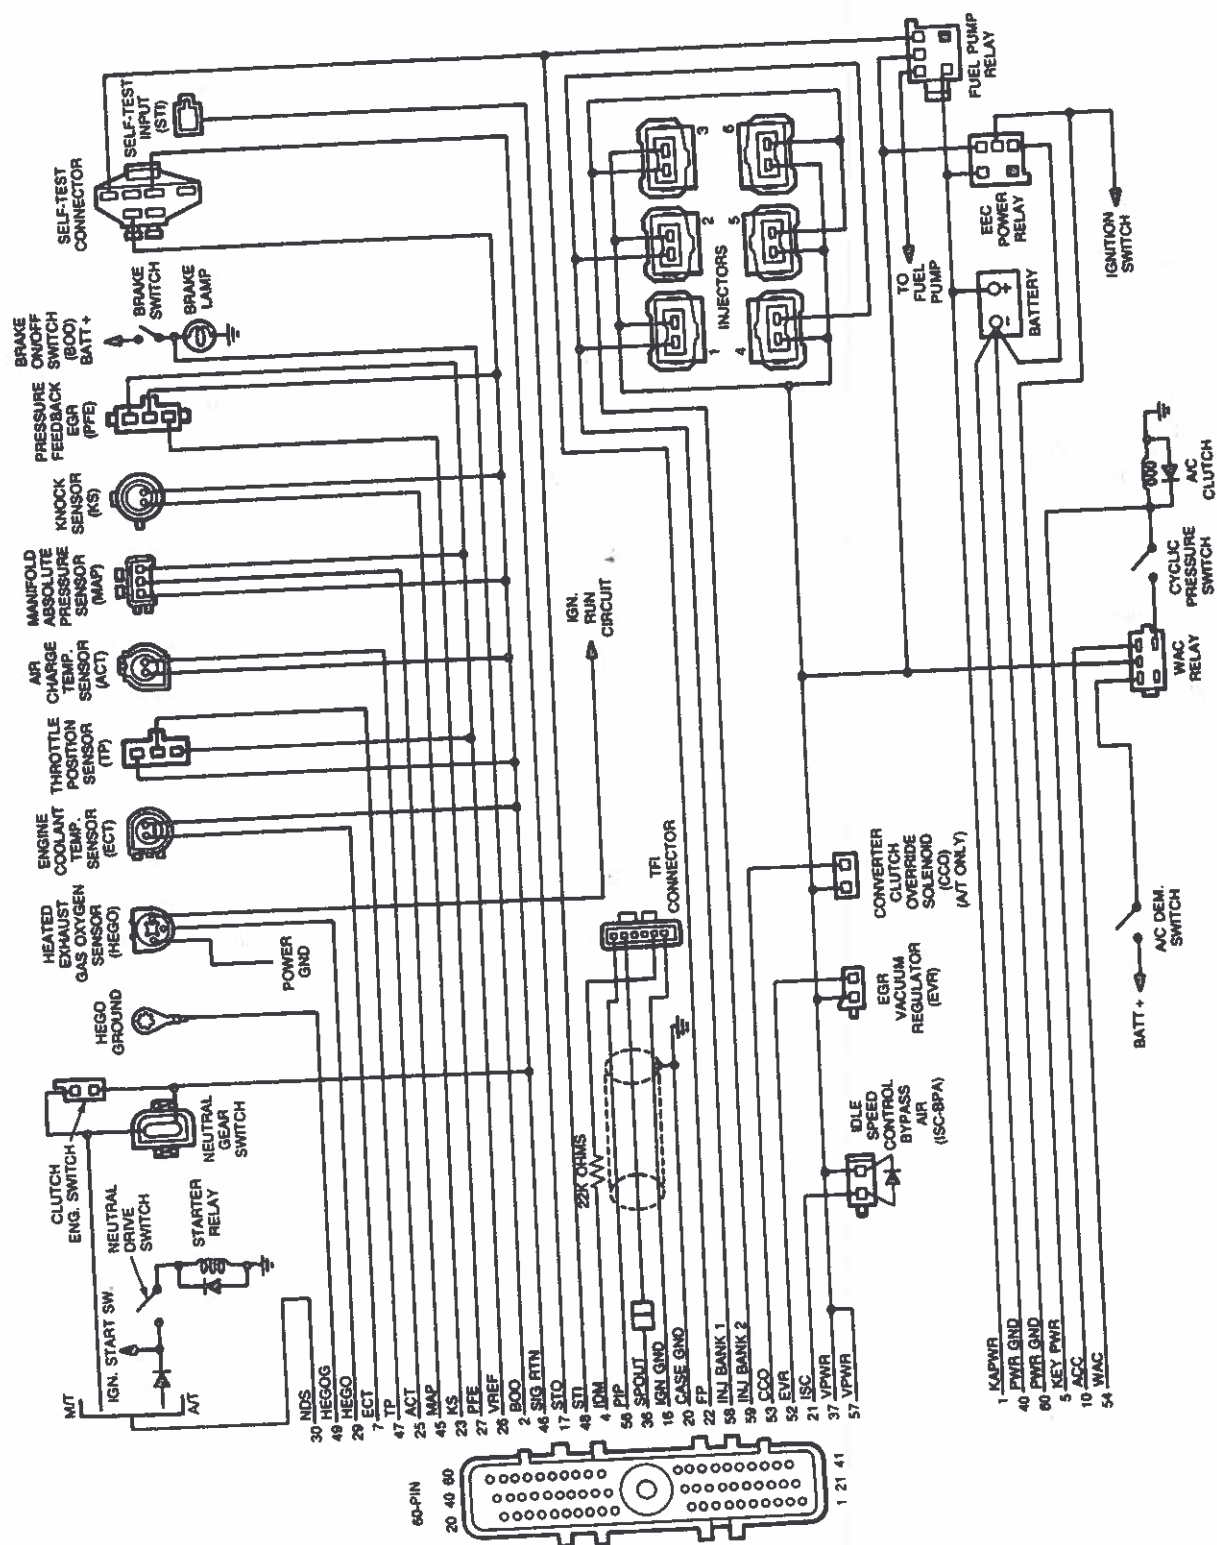 60-PIN
20 40 60
1 21 41
M/T
A/T
IGN. START SW.
CLUTCH
ENG. SWITCH
NEUTRAL
DRIVE
SWITCH
STARTER
RELAY
NEUTRAL
GEAR
SWITCH
HEGO
GROUND
HEATED
EXHAUST
GAS OXYGEN
SENSOR
(HEGO)
POWER
GND
ENGINE
COOLANT
TEMP.
SENSOR
(ECT)
THROTTLE
POSITION
SENSOR
(TP)
AIR
CHARGE
TEMP.
SENSOR
(ACT)
MANIFOLD
ABSOLUTE
PRESSURE
SENSOR
(MAP)
KNOCK
SENSOR
(KS)
PRESSURE
FEEDBACK
EGR
(PFE)
BRAKE
ON/OFF
SWITCH
(BOO)
BATT +
BRAKE
SWITCH
BRAKE
LAMP
SELF-TEST
CONNECTOR
SELF-TEST
INPUT
(STI)
NDS
30
HEGOG
49
HEGO
29
ECT
7
TP
47
ACT
25
MAP
45
KS
23
PFE
27
VREF
26
BOO
2
SIG RTN
46
STO
17
STI
48
IDM
4
PIP
56
SPOUT
36
IGN GND
16
CASE GND
20
FP
22
INJ BANK 1
58
INJ BANK 2
59
CCO
53
EVR
52
ISC
21
VPWR
37
VPWR
57
KAPWR
1
PWR GND
40
PWR GND
60
KEY PWR
5
ACC
10
WAC
54
22K OHMS
TFI
CONNECTOR
IGN.
RUN
CIRCUIT
INJECTORS
1
2
3
4
5
6
IDLE
SPEED
CONTROL
BYPASS
AIR
(ISC-BPA)
EGR
VACUUM
REGULATOR
(EVR)
CONVERTER
CLUTCH
OVERRIDE
SOLENOID
(CCO)
(A/T ONLY)
TO
FUEL
PUMP
FUEL PUMP
RELAY
EEC
POWER
RELAY
BATTERY
+
-
IGNITION
SWITCH
A/C
CLUTCH
CYCLIC
PRESSURE
SWITCH
WAC
RELAY
A/C DEM.
SWITCH
BATT +